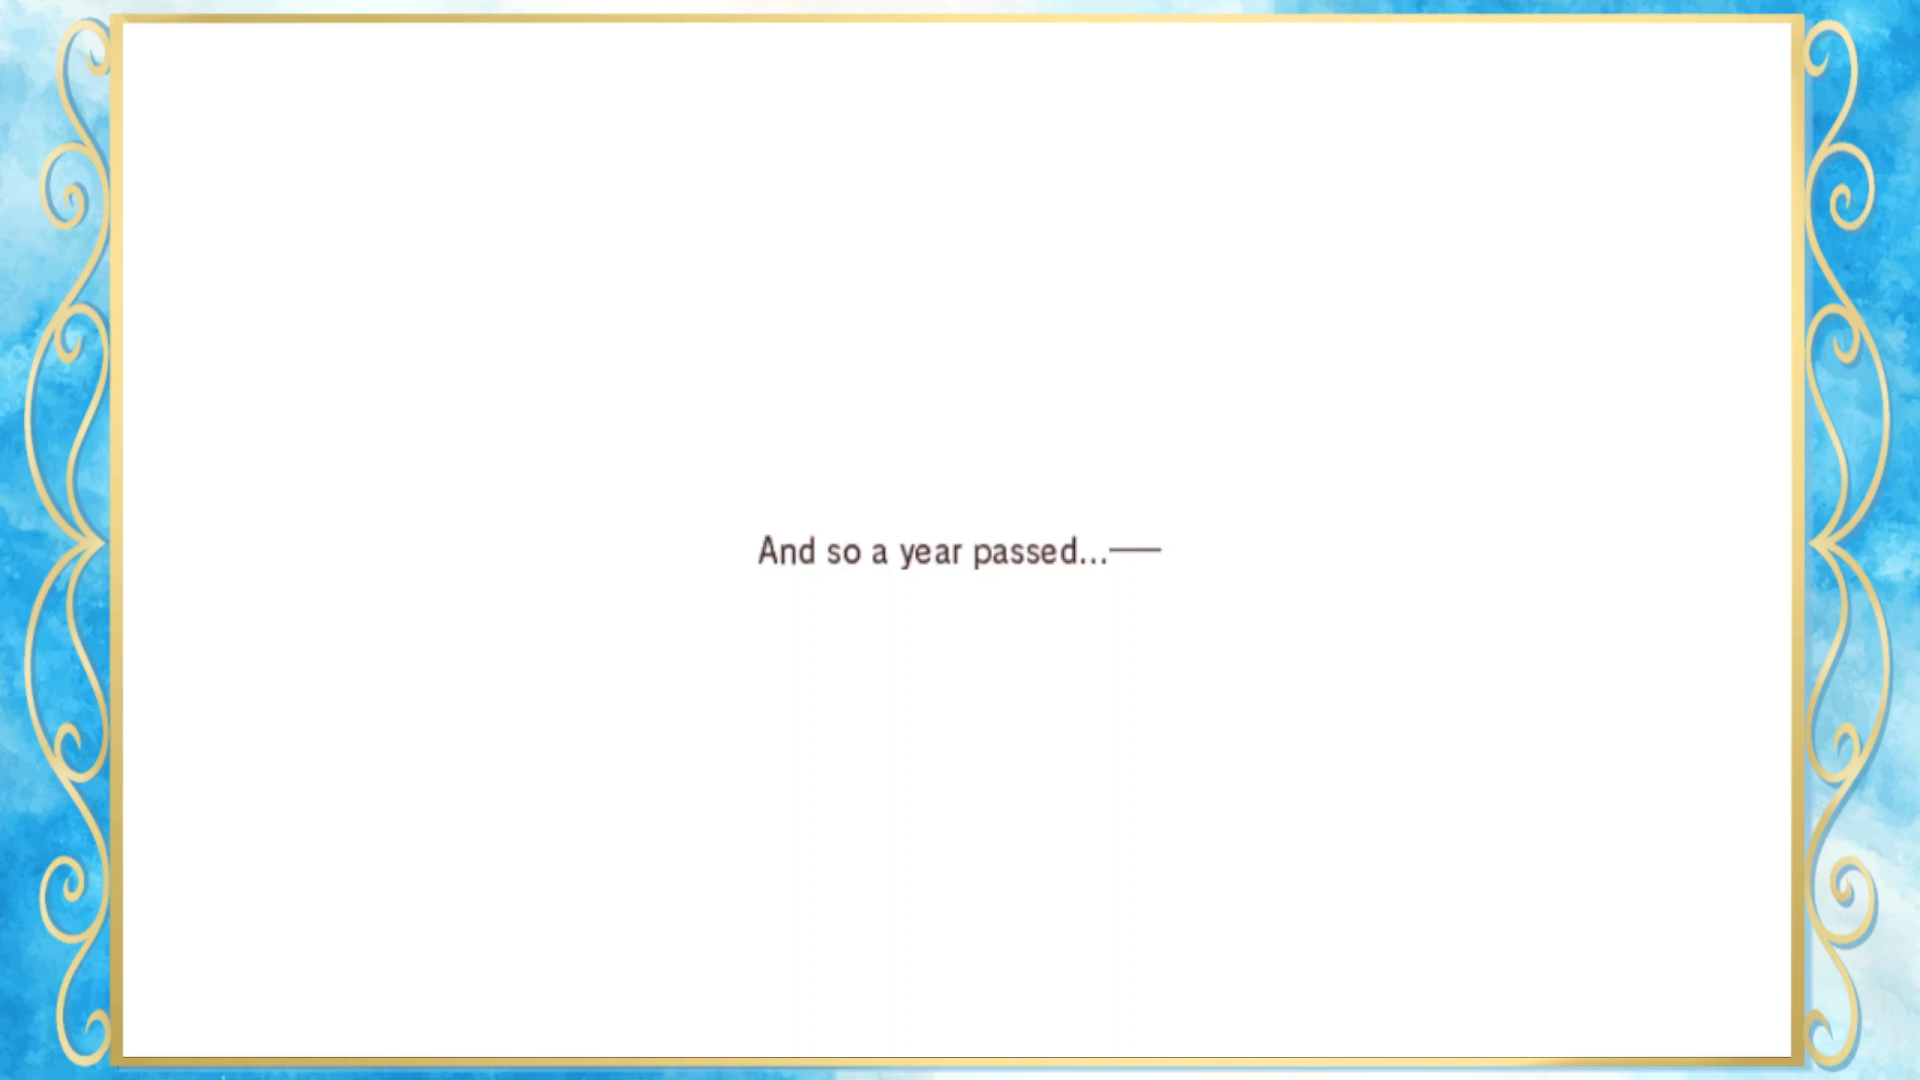 And so a year passed...——